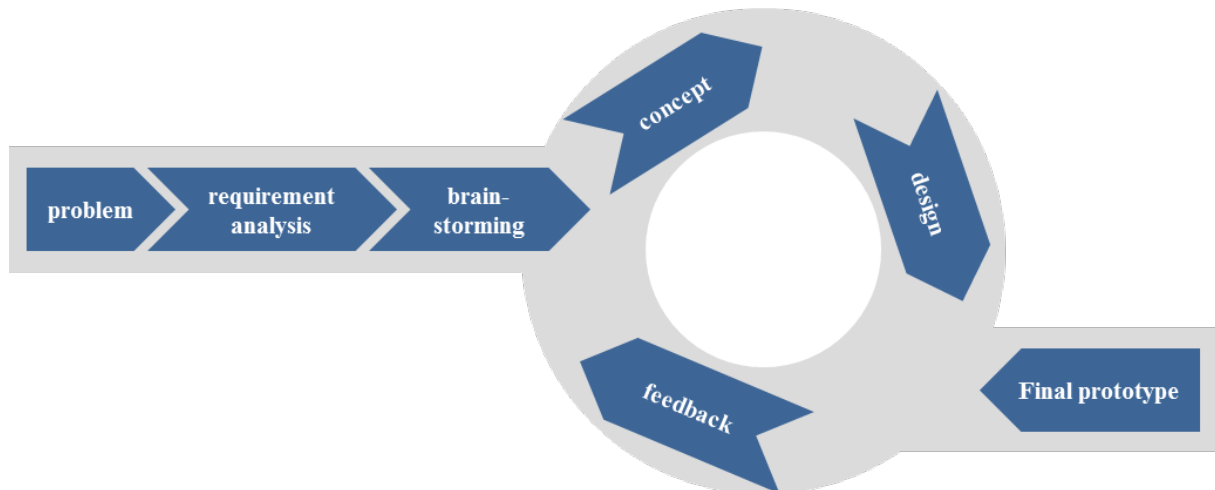 problem
requirement
analysis
brain-
storming
concept
design
feedback
Final prototype